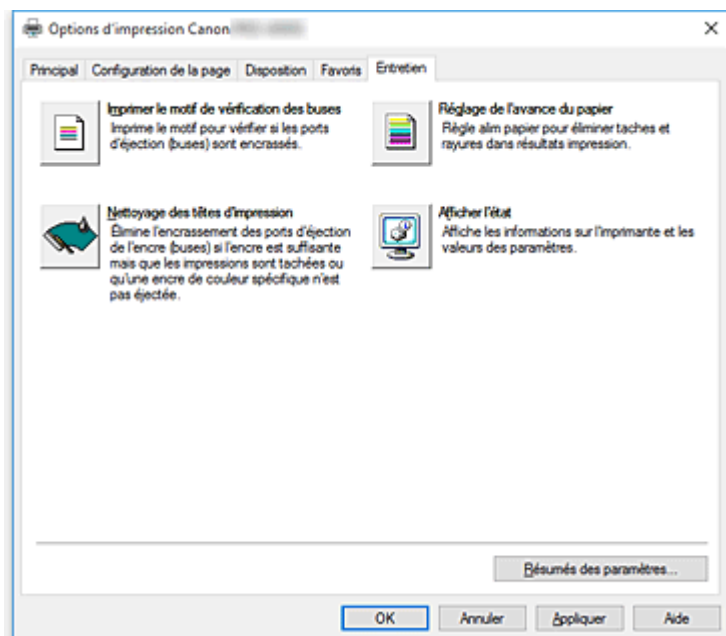 Options d'impression Canon
Principal Configuration de la page Disposition Favoris Entretien
Imprimer le motif de vérification des buses
Imprime le motif pour vérifier si les ports
d'éjection (buses) sont encrassés.
Réglage de l'avance du papier
Règle alim papier pour éliminer taches et
rayures dans résultats impression.
Nettoyage des têtes d'impression
Élimine l'encrassement des ports d'éjection
de l'encre (buses) si l'encre est suffisante
mais que les impressions sont tachées ou
qu'une encre de couleur spécifique n'est
pas éjectée.
Afficher l'état
Affiche les informations sur l'imprimante et les
valeurs des paramètres.
Résumés des paramètres...
OK Annuler Appliquer Aide